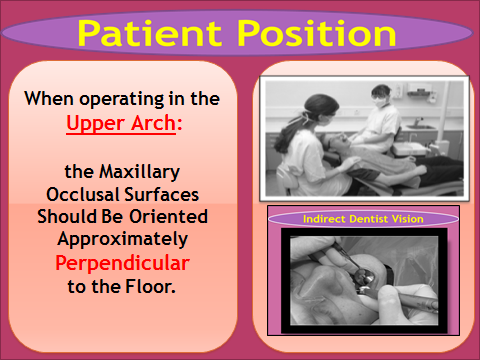 Patient Position
When operating in the
Upper Arch:
the Maxillary
Occlusal Surfaces
Should Be Oriented
Approximately
Perpendicular
to the Floor.
Indirect Dentist Vision